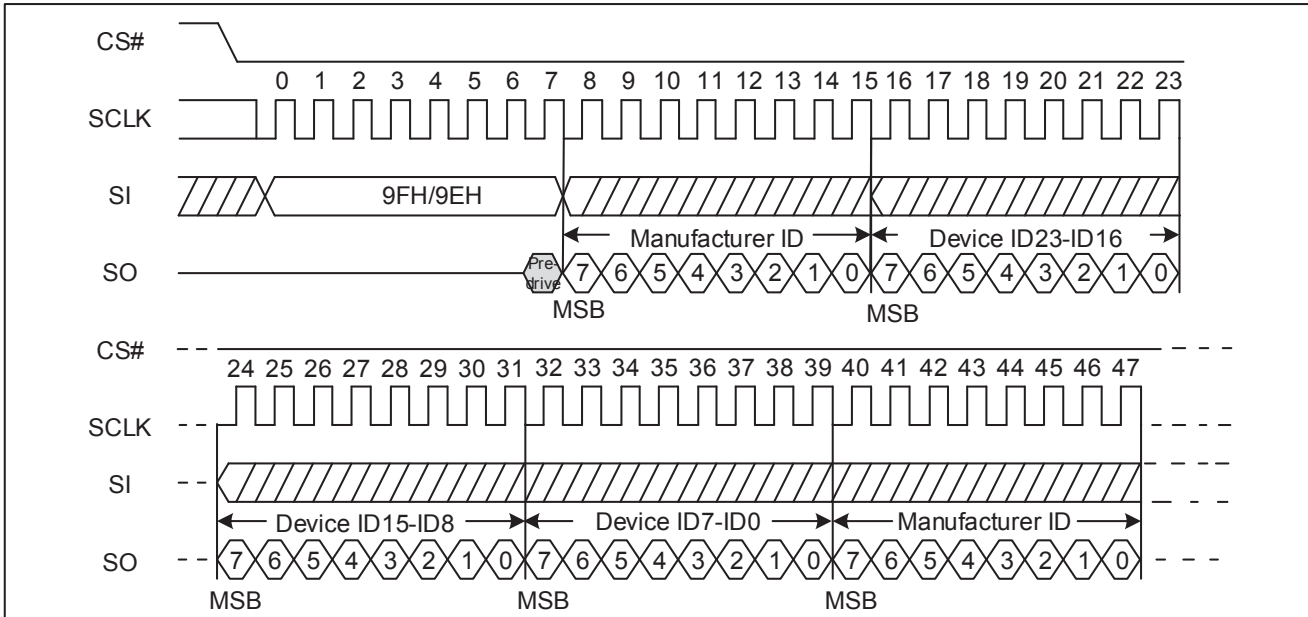 CS#
0 1 2 3 4 5 6 7 8 9 10 11 12 13 14 15 16 17 18 19 20 21 22 23
SCLK
SI 9FH/9EH
Manufacturer ID Device ID23-ID16
SO Pre- 7 6 5 4 3 2 1 0 7 6 5 4 3 2 1 0
drive
MSB MSB
CS#
24 25 26 27 28 29 30 31 32 33 34 35 36 37 38 39 40 41 42 43 44 45 46 47
SCLK
SI
Device ID15-ID8 Device ID7-ID0 Manufacturer ID
SO 7 6 5 4 3 2 1 0 7 6 5 4 3 2 1 0 7 6 5 4 3 2 1 0
MSB MSB MSB